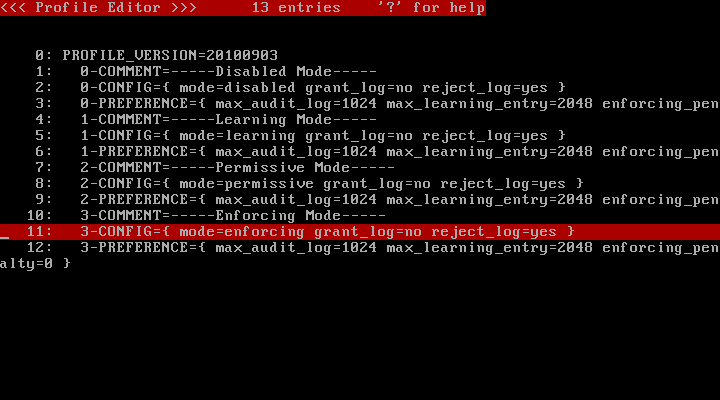 <<< Profile Editor >>>      13 entries    '?' for help
0: PROFILE_VERSION=20100903
1:   0-COMMENT=-----Disabled Mode-----
2:   0-CONFIG={ mode=disabled grant_log=no reject_log=yes }
3:   0-PREFERENCE={ max_audit_log=1024 max_learning_entry=2048 enforcing_pen
4:   1-COMMENT=-----Learning Mode-----
5:   1-CONFIG={ mode=learning grant_log=no reject_log=yes }
6:   1-PREFERENCE={ max_audit_log=1024 max_learning_entry=2048 enforcing_pen
7:   2-COMMENT=-----Permissive Mode-----
8:   2-CONFIG={ mode=permissive grant_log=no reject_log=yes }
9:   2-PREFERENCE={ max_audit_log=1024 max_learning_entry=2048 enforcing_pen
10:   3-COMMENT=-----Enforcing Mode-----
11:   3-CONFIG={ mode=enforcing grant_log=no reject_log=yes }
12:   3-PREFERENCE={ max_audit_log=1024 max_learning_entry=2048 enforcing_pen
alty=0 }